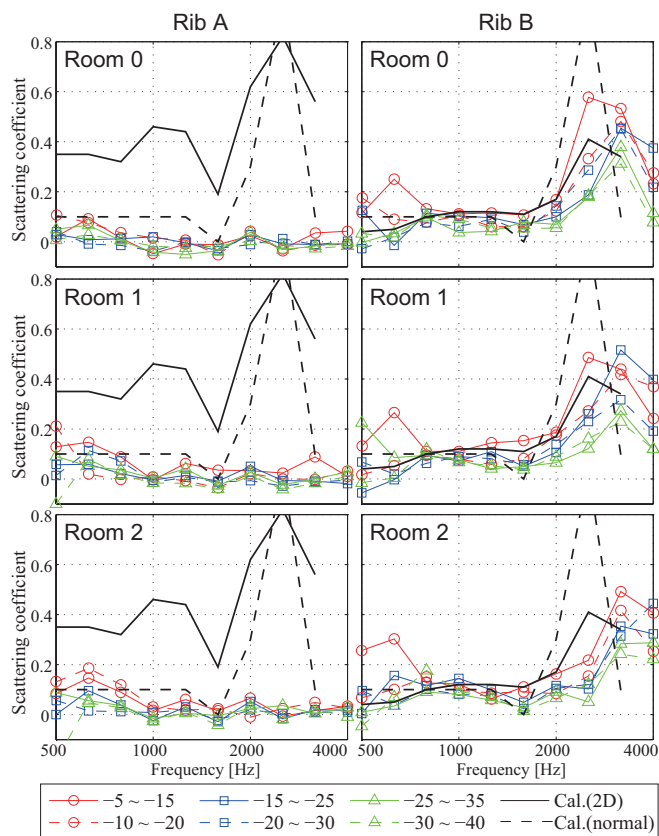 Rib A
Rib B
Scattering coefficient
0.8
0.6
0.4
0.2
0
Room 0
Room 0
Scattering coefficient
0.8
0.6
0.4
0.2
0
Room 1
Room 1
Scattering coefficient
0.8
0.6
0.4
0.2
0
Room 2
Room 2
500 1000 2000
500 1000 2000 4000
Frequency [Hz]
Frequency [Hz]
−5 ~ −15 −15 ~ −25 −25 ~ −35 Cal.(2D)
−10 ~ −20 −20 ~ −30 −30 ~ −40 Cal.(normal)